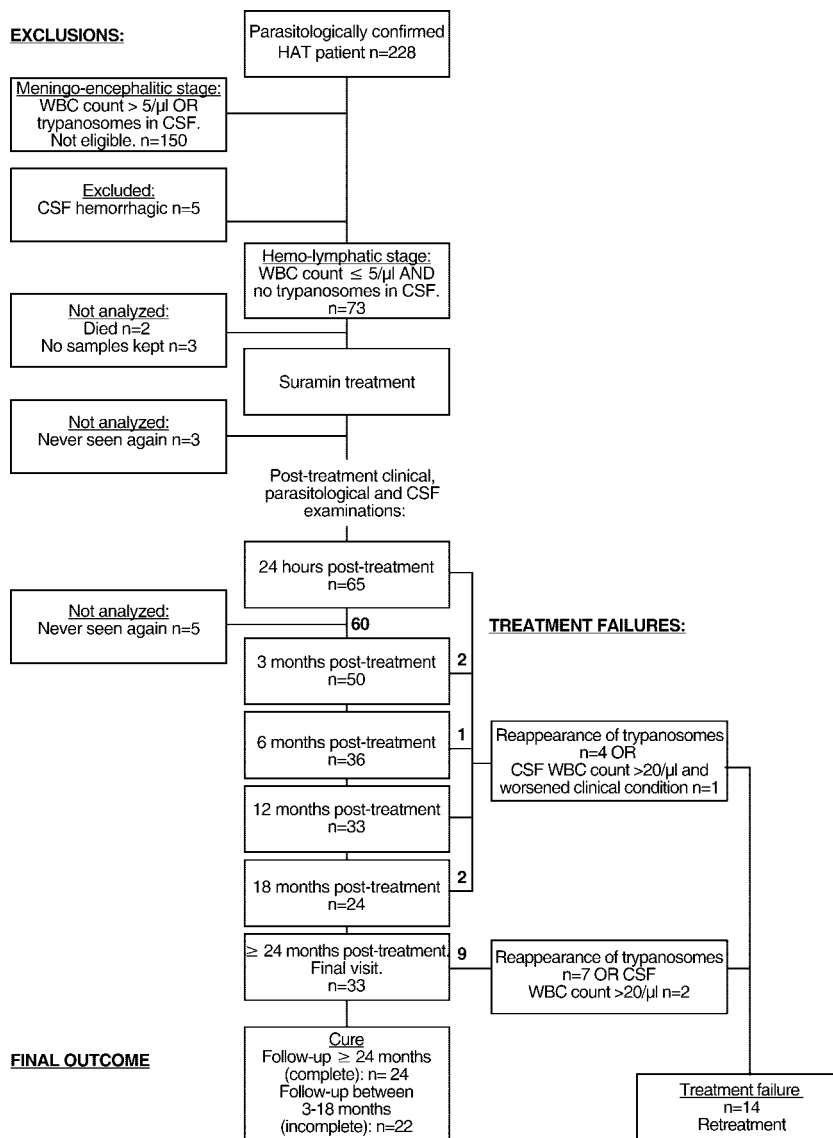 EXCLUSIONS:
Parasitologically confirmed
HAT patient n=228
Meningo-encephalitic stage:
WBC count > 5/µl OR
trypanosomes in CSF.
Not eligible. n=150
Excluded:
CSF hemorrhagic n=5
Hemo-lymphatic stage:
WBC count ≤ 5/µl AND
no trypanosomes in CSF.
n=73
Not analyzed:
Died n=2
No samples kept n=3
Suramin treatment
Not analyzed:
Never seen again n=3
Post-treatment clinical,
parasitological and CSF
examinations:
24 hours post-treatment
n=65
Not analyzed:
Never seen again n=5
60
TREATMENT FAILURES:
3 months post-treatment
n=50
2
6 months post-treatment
n=36
1
Reappearance of trypanosomes
n=4 OR
CSF WBC count >20/µl and
worsened clinical condition n=1
12 months post-treatment
n=33
18 months post-treatment
n=24
2
≥ 24 months post-treatment.
Final visit.
n=33
9
Reappearance of trypanosomes
n=7 OR CSF
WBC count >20/µl n=2
FINAL OUTCOME
Cure
Follow-up ≥ 24 months
(complete): n= 24
Follow-up between
3-18 months
(incomplete): n=22
Treatment failure
n=14
Retreatment